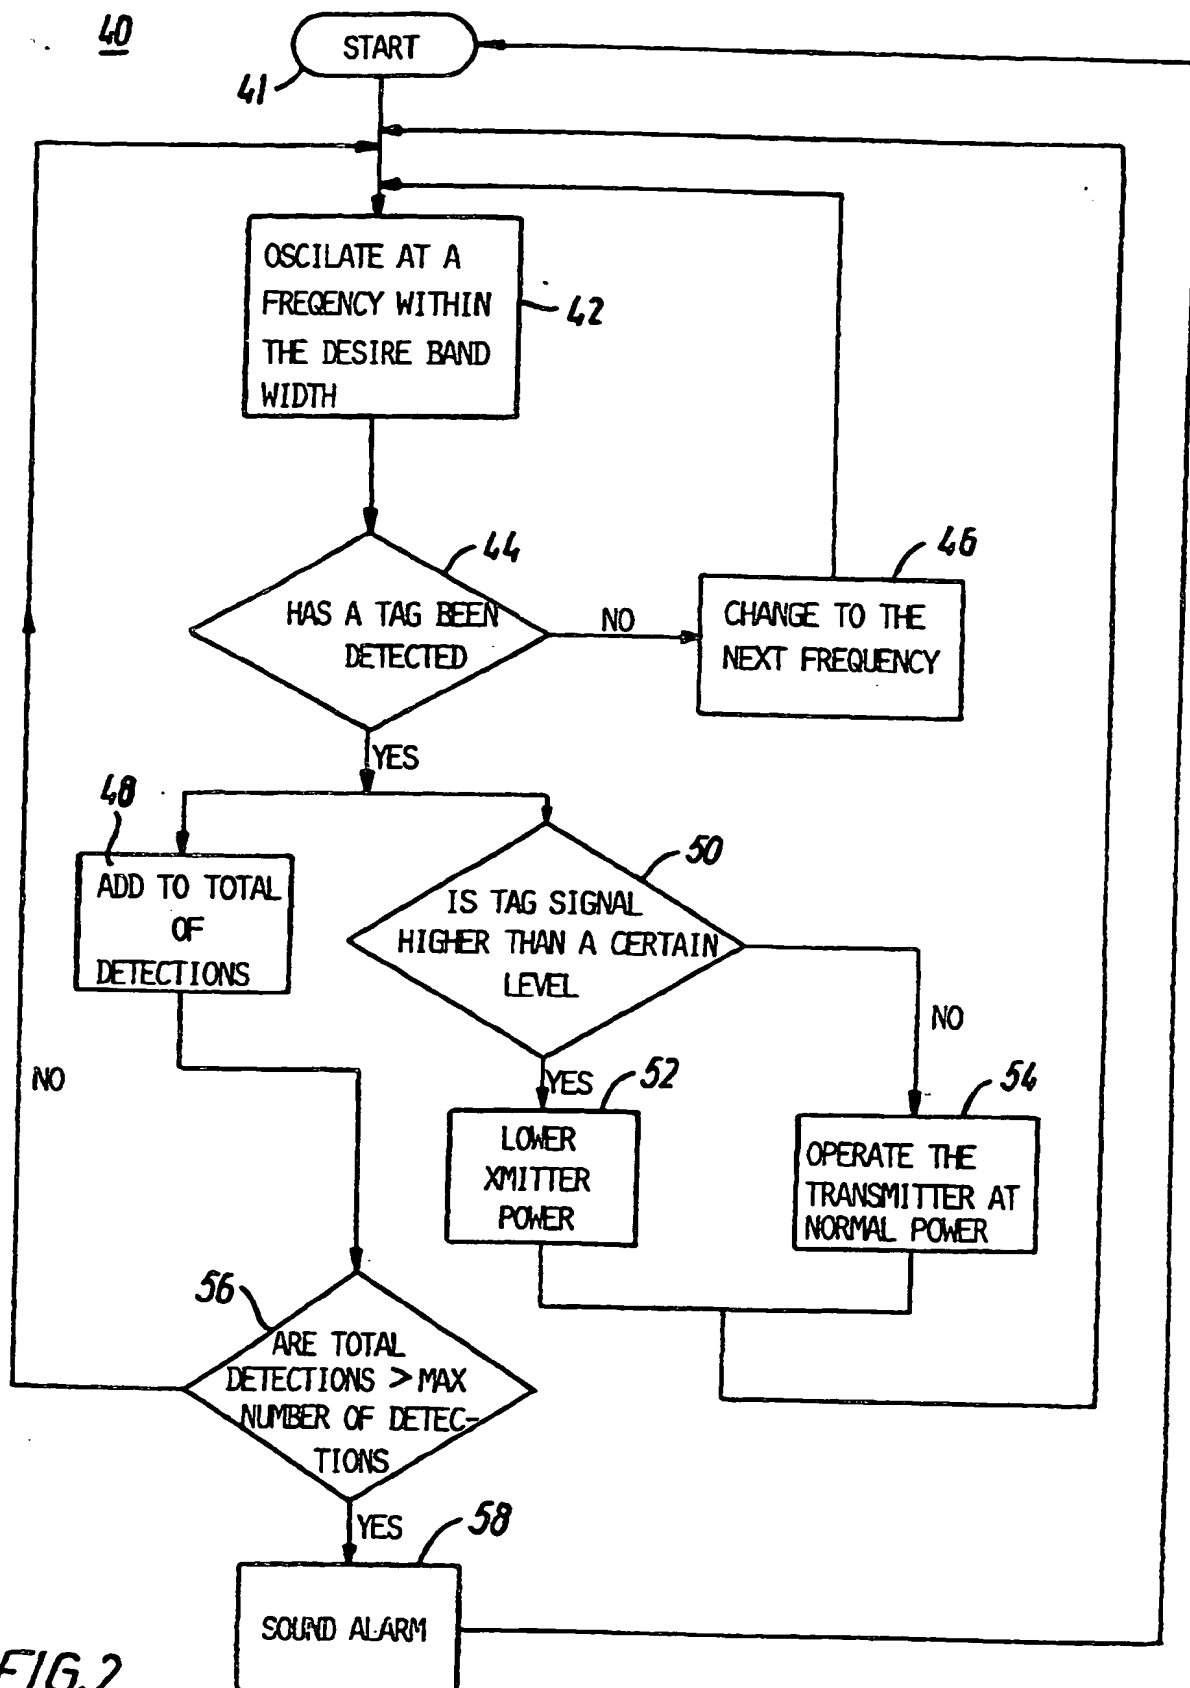 40
START
41
OSCILATE AT A
FREQENCY WITHIN
THE DESIRE BAND
WIDTH
42
44
HAS A TAG BEEN
DETECTED
NO
46
CHANGE TO THE
NEXT FREQUENCY
YES
48
ADD TO TOTAL
OF
DETECTIONS
50
IS TAG SIGNAL
HIGHER THAN A CERTAIN
LEVEL
NO
YES
52
LOWER
XMITTER
POWER
54
OPERATE THE
TRANSMITTER AT
NORMAL POWER
NO
56
ARE TOTAL
DETECTIONS > MAX
NUMBER OF DETEC-
TIONS
YES
58
SOUND ALARM
FIG.2